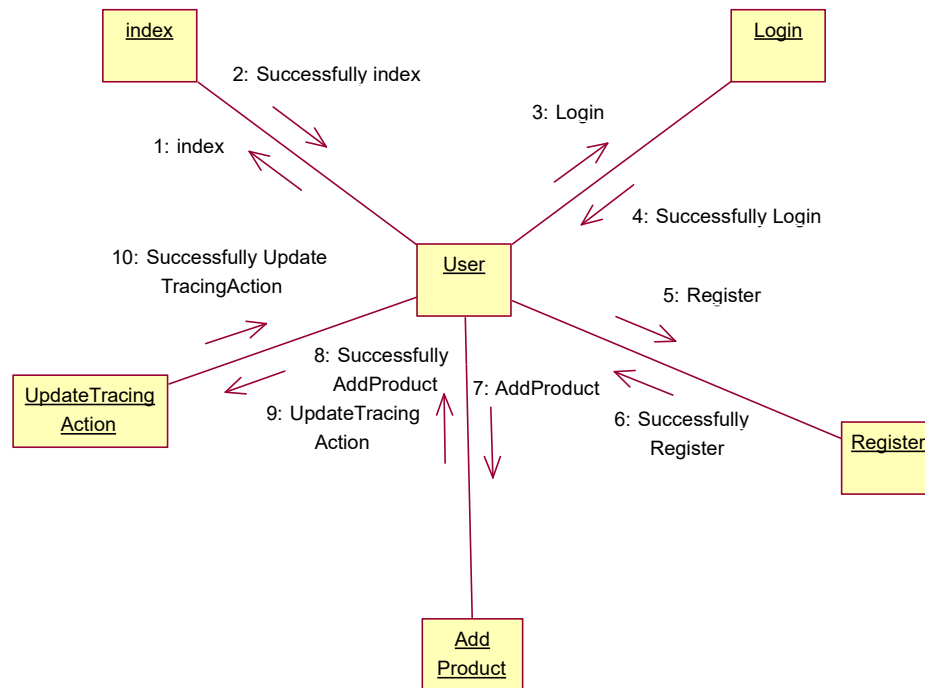 index
Login
2: Successfully index
3: Login
1: index
4: Successfully Login
10: Successfully Update
TracingAction
User
5: Register
8: Successfully
AddProduct
7: AddProduct
UpdateTracing
Action
9: UpdateTracing
Action
6: Successfully
Register
Register
Add
Product